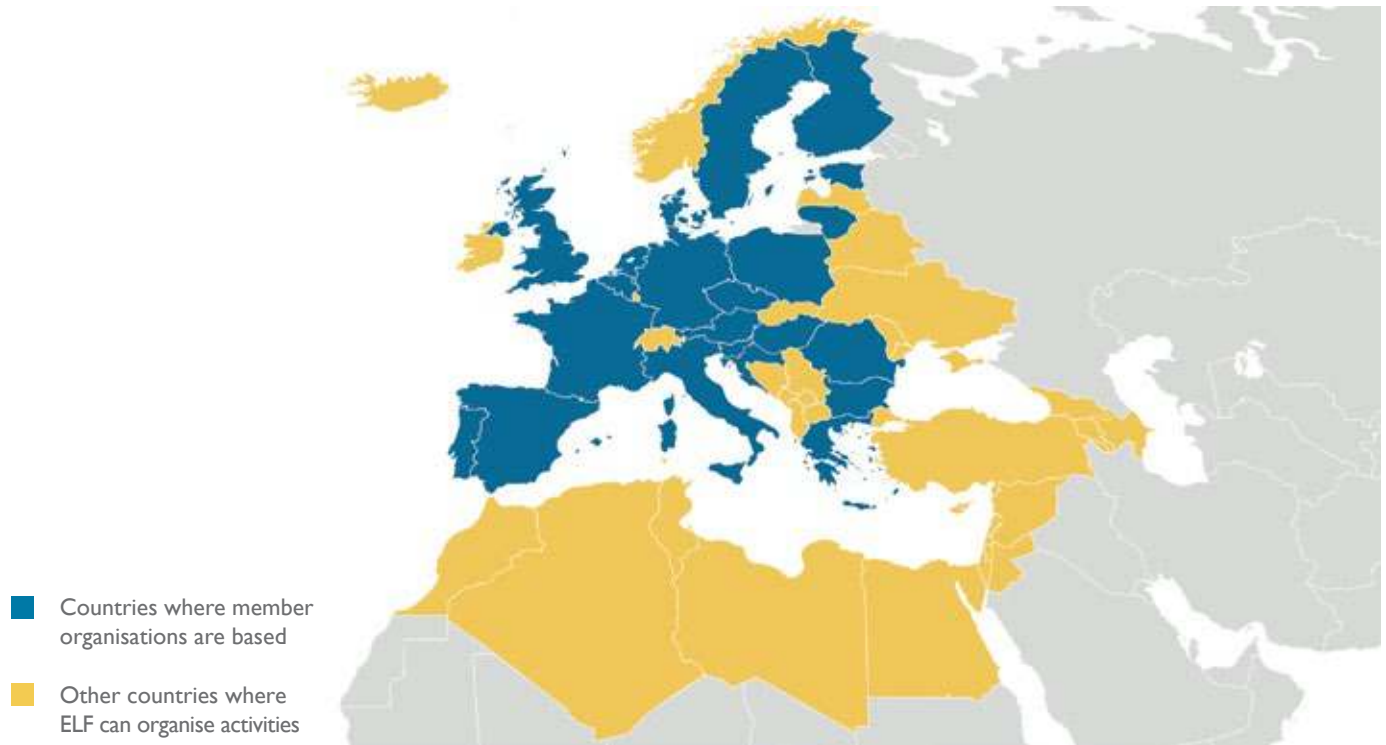 Countries where member
organisations are based
Other countries where
ELF can organise activities